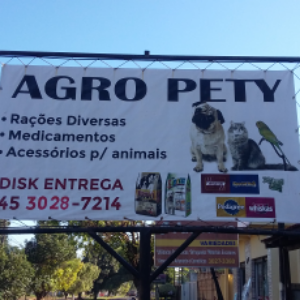 AGRO PETY
• Rações Diversas
• Medicamentos
• Acessórios p/ animais
DISK ENTREGA
45 3028-7214
Pedigree
whiskas